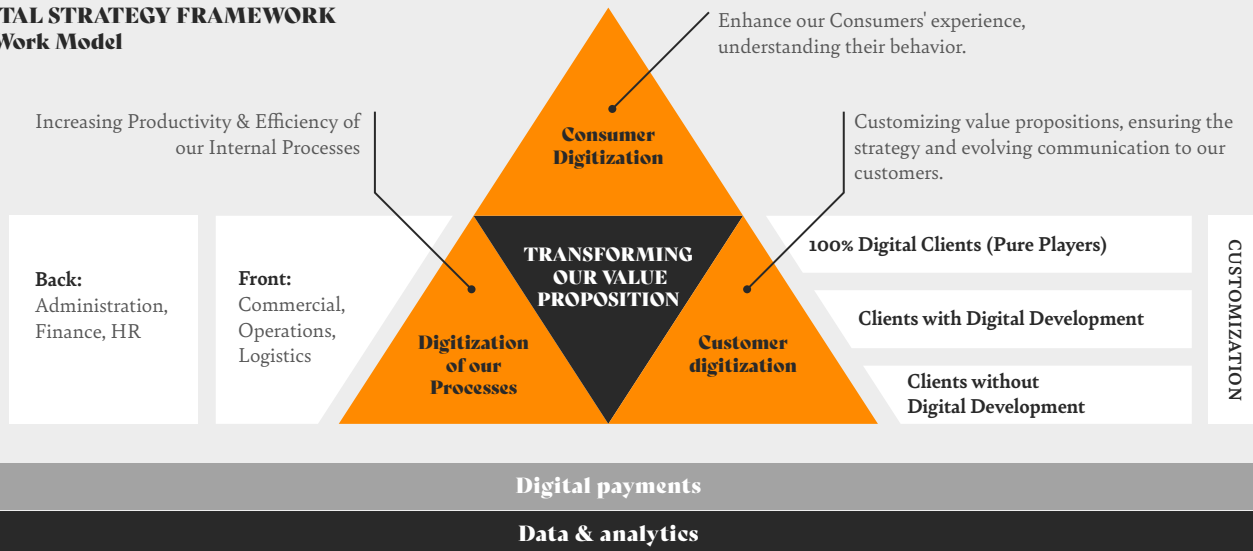 TAL STRATEGY FRAMEWORK
Work Model
Enhance our Consumers' experience,
understanding their behavior.
Increasing Productivity & Efficiency of
our Internal Processes
Customizing value propositions, ensuring the
strategy and evolving communication to our
customers.
Consumer
Digitization
TRANSFORMING
OUR VALUE
PROPOSITION
Back:
Administration,
Finance, HR
Front:
Commercial,
Operations,
Logistics
Digitization
of our
Processes
Customer
digitization
100% Digital Clients (Pure Players)
Clients with Digital Development
Clients without
Digital Development
CUSTOMIZATION
Digital payments
Data & analytics